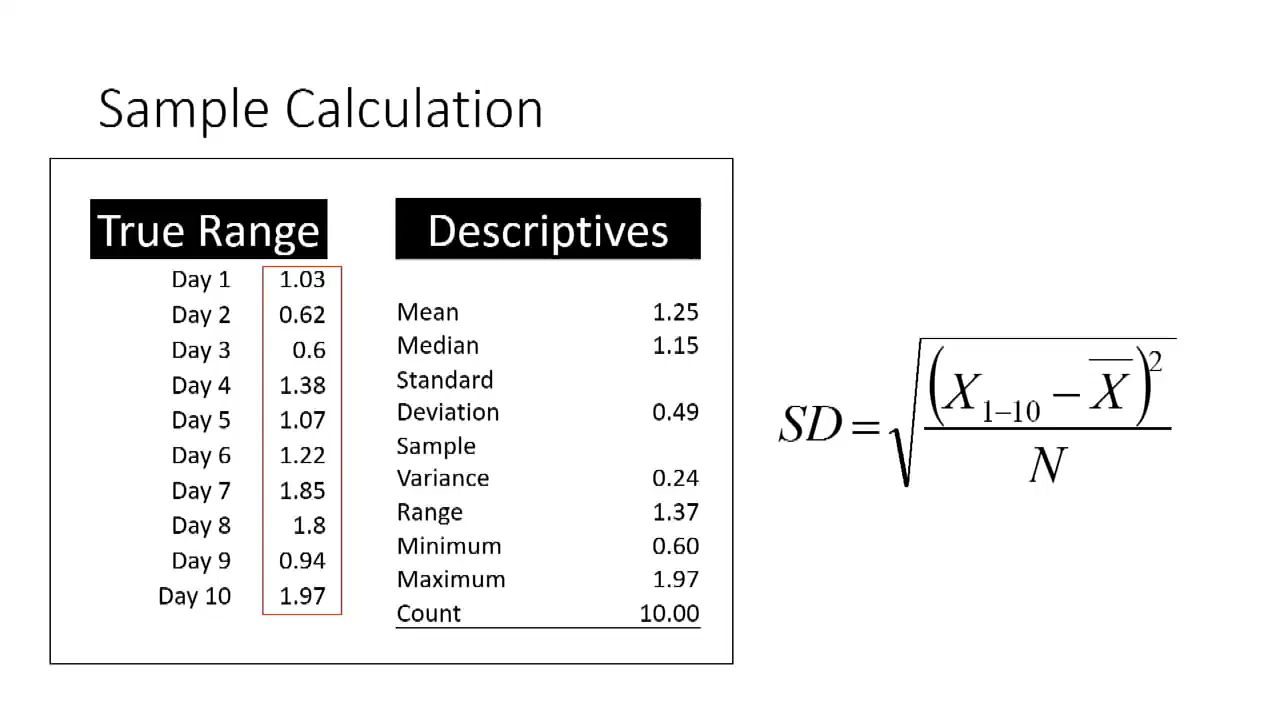 Sample Calculation
True Range
Day 1 1.03
Day 2 0.62
Day 3 0.6
Day 4 1.38
Day 5 1.07
Day 6 1.22
Day 7 1.85
Day 8 1.8
Day 9 0.94
Day 10 1.97
Descriptives
Mean 1.25
Median 1.15
Standard
Deviation 0.49
Sample
Variance 0.24
Range 1.37
Minimum 0.60
Maximum 1.97
Count 10.00
SD = √((X₁₋₁₀ − X̅)² / N)